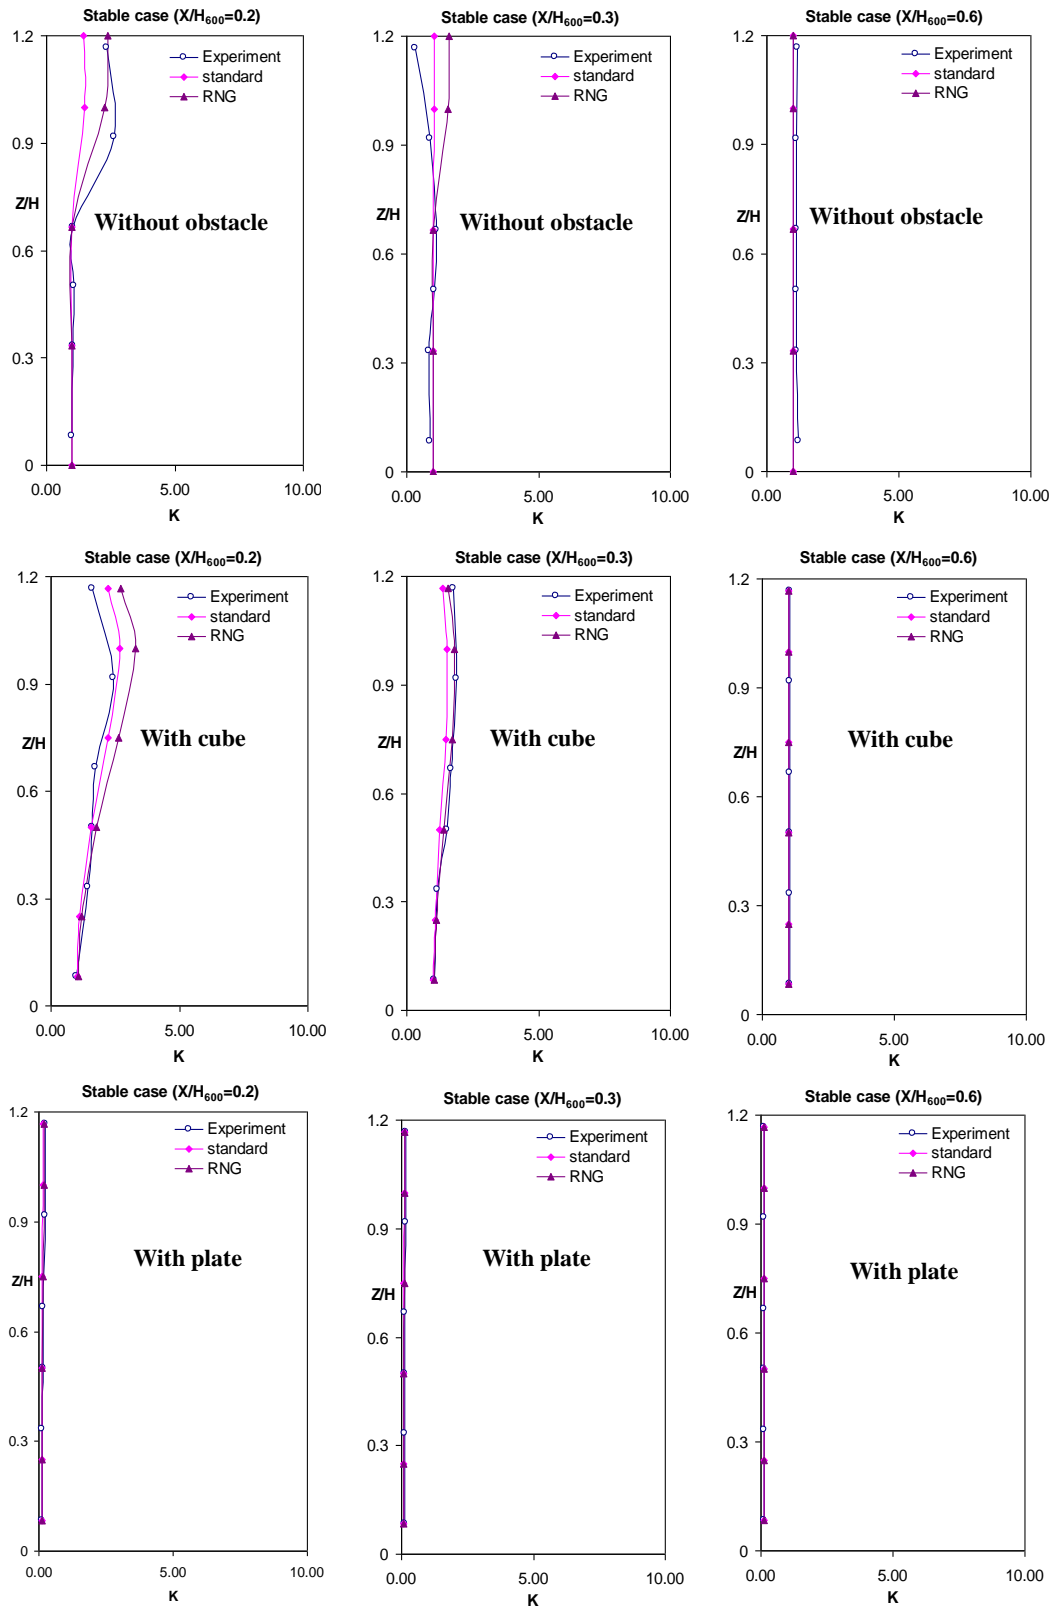 Stable case (X/H600=0.2)
1.2
0.9
Z/H
0.6
0.3
0
0.00
5.00
10.00
K
Experiment
standard
RNG
Without obstacle
Stable case (X/H600=0.3)
1.2
0.9
Z/H
0.6
0.3
0
0.00
5.00
10.00
K
Experiment
standard
RNG
Without obstacle
Stable case (X/H600=0.6)
1.2
0.9
Z/H
0.6
0.3
0
0.00
5.00
10.00
K
Experiment
standard
RNG
Without obstacle
Stable case (X/H600=0.2)
1.2
0.9
Z/H
0.6
0.3
0
0.00
5.00
10.00
K
Experiment
standard
RNG
With cube
Stable case (X/H600=0.3)
1.2
0.9
Z/H
0.6
0.3
0
0.00
5.00
10.00
K
Experiment
standard
RNG
With cube
Stable case (X/H600=0.6)
1.2
0.9
Z/H
0.6
0.3
0
0.00
5.00
10.00
K
Experiment
standard
RNG
With cube
Stable case (X/H600=0.2)
1.2
0.9
Z/H
0.6
0.3
0
0.00
5.00
10.00
K
Experiment
standard
RNG
With plate
Stable case (X/H600=0.3)
1.2
0.9
Z/H
0.6
0.3
0
0.00
5.00
10.00
K
Experiment
standard
RNG
With plate
Stable case (X/H600=0.6)
1.2
0.9
Z/H
0.6
0.3
0
0.00
5.00
10.00
K
Experiment
standard
RNG
With plate